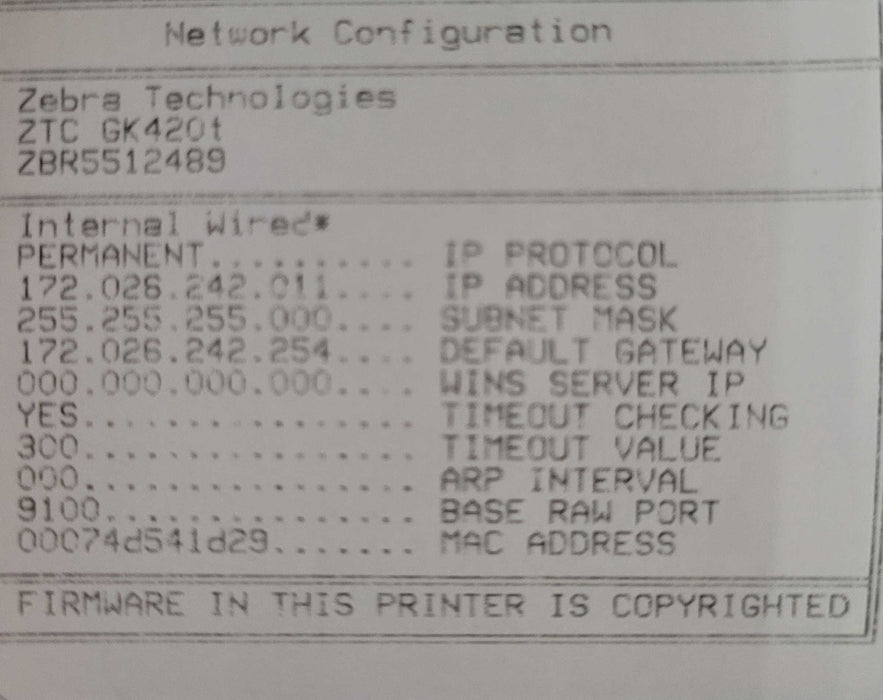 Network Configuration
Zebra Technologies
ZTC GK420t
ZBR5512489
Internal Wired*
PERMANENT.......... IP PROTOCOL
172.026.242.011.... IP ADDRESS
255.255.255.000.... SUBNET MASK
172.026.242.254.... DEFAULT GATEWAY
000.000.000.000.... WINS SERVER IP
YES................ TIMEOUT CHECKING
300................ TIMEOUT VALUE
000................ ARP INTERVAL
9100............... BASE RAW PORT
00074d541d29....... MAC ADDRESS
FIRMWARE IN THIS PRINTER IS COPYRIGHTED